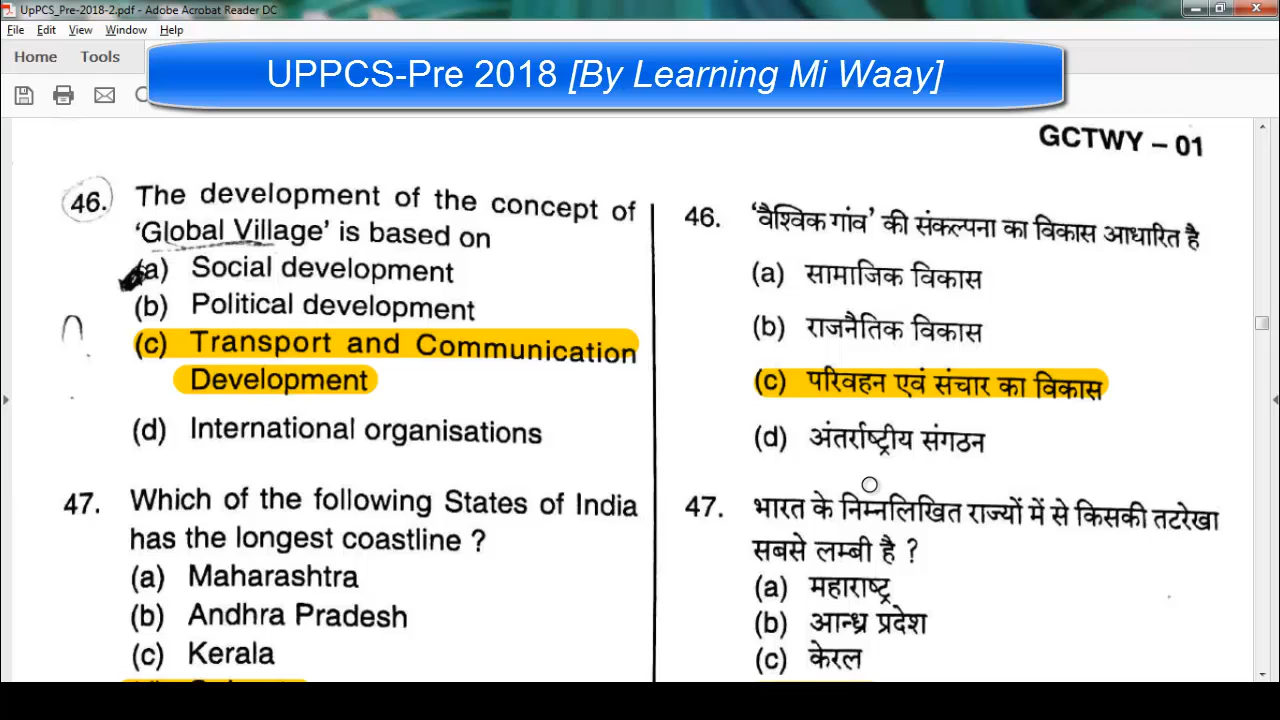 UpPCS_Pre-2018-2.pdf - Adobe Acrobat Reader DC
File Edit View Window Help
Home Tools
UPPCS-Pre 2018 [By Learning Mi Waay]
GCTWY – 01
46. The development of the concept of
'Global Village' is based on
(a) Social development
(b) Political development
(c) Transport and Communication
Development
(d) International organisations
47. Which of the following States of India
has the longest coastline ?
(a) Maharashtra
(b) Andhra Pradesh
(c) Kerala
46. 'वैश्विक गांव' की संकल्पना का विकास आधारित है
(a) सामाजिक विकास
(b) राजनैतिक विकास
(c) परिवहन एवं संचार का विकास
(d) अंतर्राष्ट्रीय संगठन
47. भारत के निम्नलिखित राज्यों में से किसकी तटरेखा
सबसे लम्बी है ?
(a) महाराष्ट्र
(b) आन्ध्र प्रदेश
(c) केरल